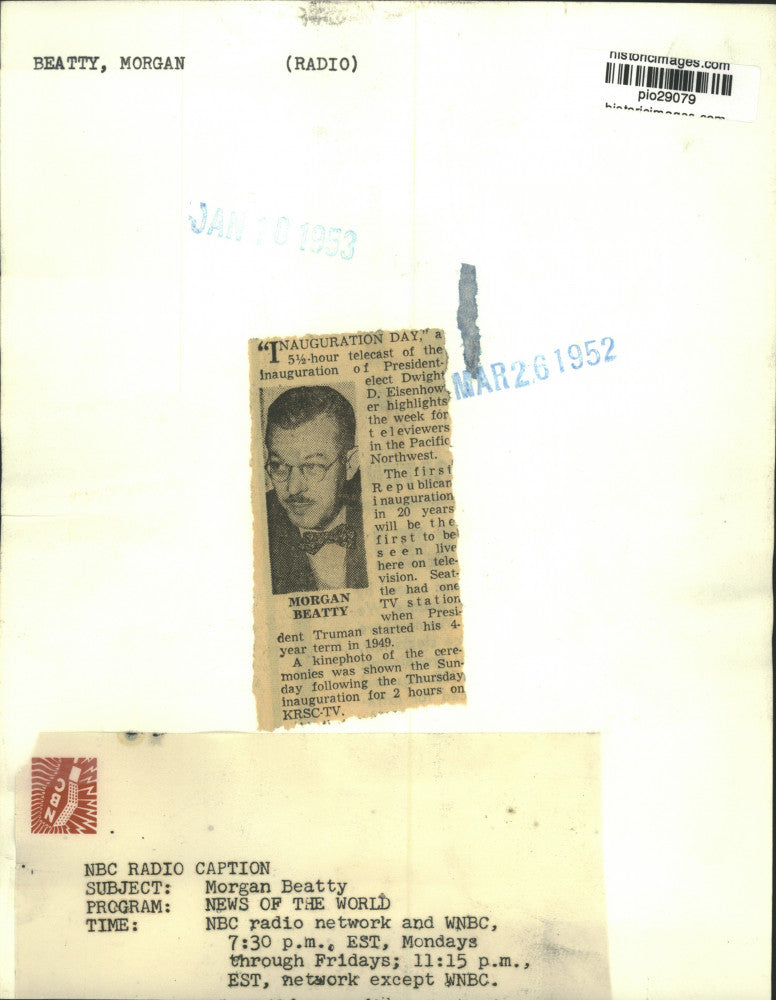 BEATTY, MORGAN (RADIO)
historicimages.com
pio29079
JAN 10 1953
MAR 26 1952
"INAUGURATION DAY," a
5½-hour telecast of the
inauguration of President-
elect Dwight
D. Eisenhow
er highlights
the week for
televiewers
in the Pacific
Northwest.
The first
Republican
inauguration
in 20 years
will be the
first to be
seen live
here on tele-
vision. Seat-
tle had one
TV station
when Presi-
dent Truman started his 4-
year term in 1949.
A kinephoto of the cere-
monies was shown the Sun-
day following the Thursday
inauguration for 2 hours on
KRSC-TV.
MORGAN
BEATTY
NBC
NBC RADIO CAPTION
SUBJECT: Morgan Beatty
PROGRAM: NEWS OF THE WORLD
TIME: NBC radio network and WNBC,
7:30 p.m., EST, Mondays
through Fridays; 11:15 p.m.,
EST, network except WNBC.